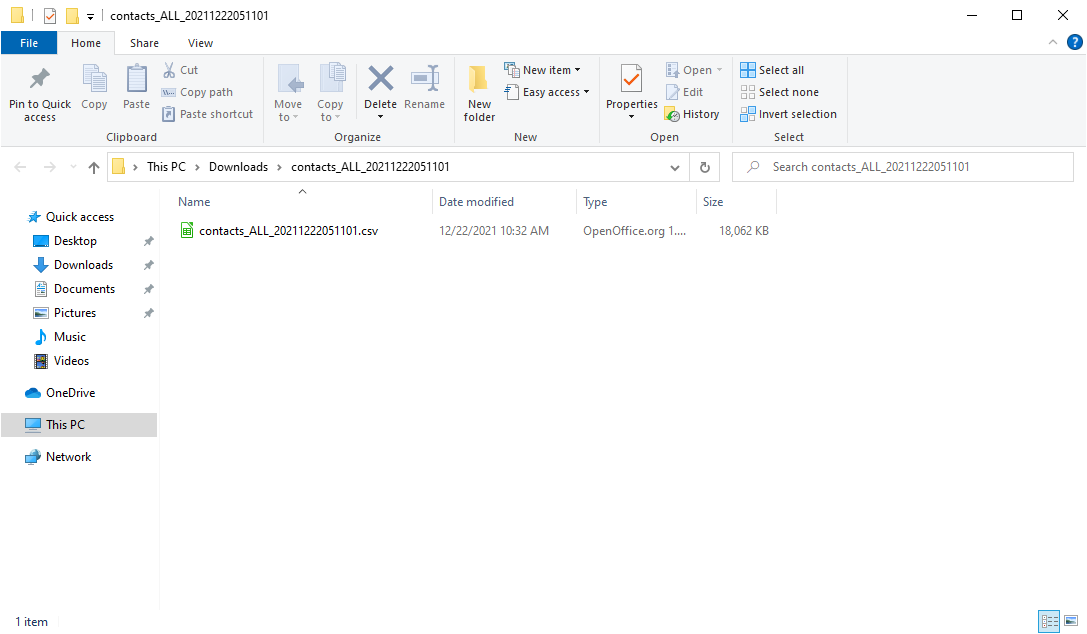 contacts_ALL_20211222051101
File Home Share View
?
Pin to Quick access
Copy
Paste
Cut
Copy path
Paste shortcut
Clipboard
Move to
Copy to
Delete
Rename
Organize
New folder
New item
Easy access
New
Properties
Open
Edit
History
Open
Select all
Select none
Invert selection
Select
This PC > Downloads > contacts_ALL_20211222051101
Search contacts_ALL_20211222051101
Name Date modified Type Size
contacts_ALL_20211222051101.csv 12/22/2021 10:32 AM OpenOffice.org 1.... 18,062 KB
Quick access
Desktop
Downloads
Documents
Pictures
Music
Videos
OneDrive
This PC
Network
1 item